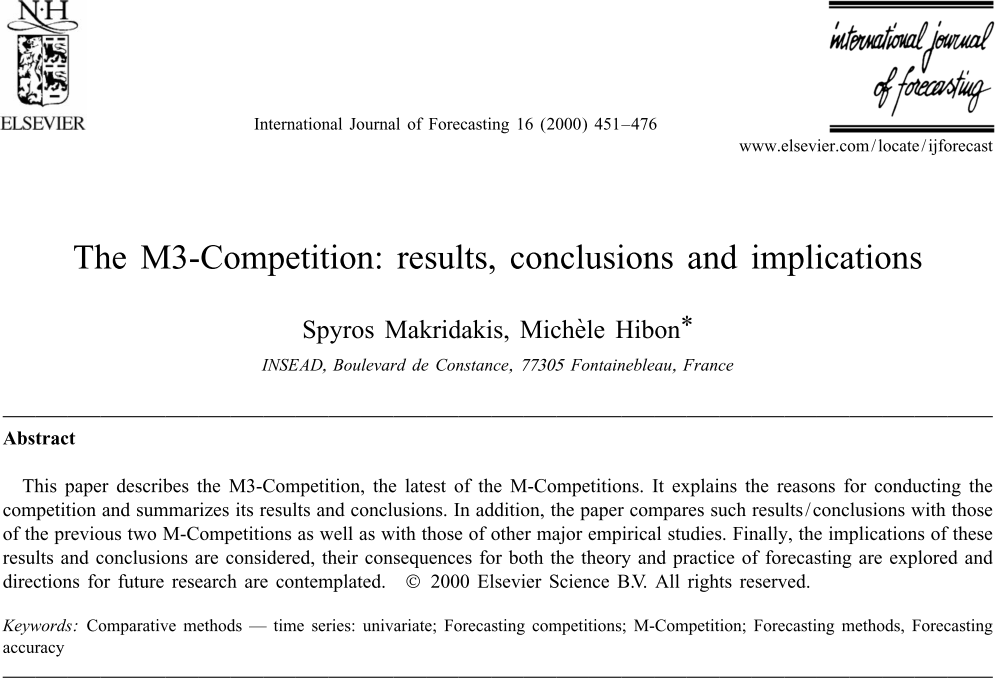 N·H
ELSEVIER
International Journal of Forecasting 16 (2000) 451–476
international journal
of forecasting
www.elsevier.com/locate/ijforecast
The M3-Competition: results, conclusions and implications
Spyros Makridakis, Michèle Hibon*
INSEAD, Boulevard de Constance, 77305 Fontainebleau, France
Abstract
This paper describes the M3-Competition, the latest of the M-Competitions. It explains the reasons for conducting the
competition and summarizes its results and conclusions. In addition, the paper compares such results/conclusions with those
of the previous two M-Competitions as well as with those of other major empirical studies. Finally, the implications of these
results and conclusions are considered, their consequences for both the theory and practice of forecasting are explored and
directions for future research are contemplated. © 2000 Elsevier Science B.V. All rights reserved.
Keywords: Comparative methods — time series: univariate; Forecasting competitions; M-Competition; Forecasting methods, Forecasting
accuracy